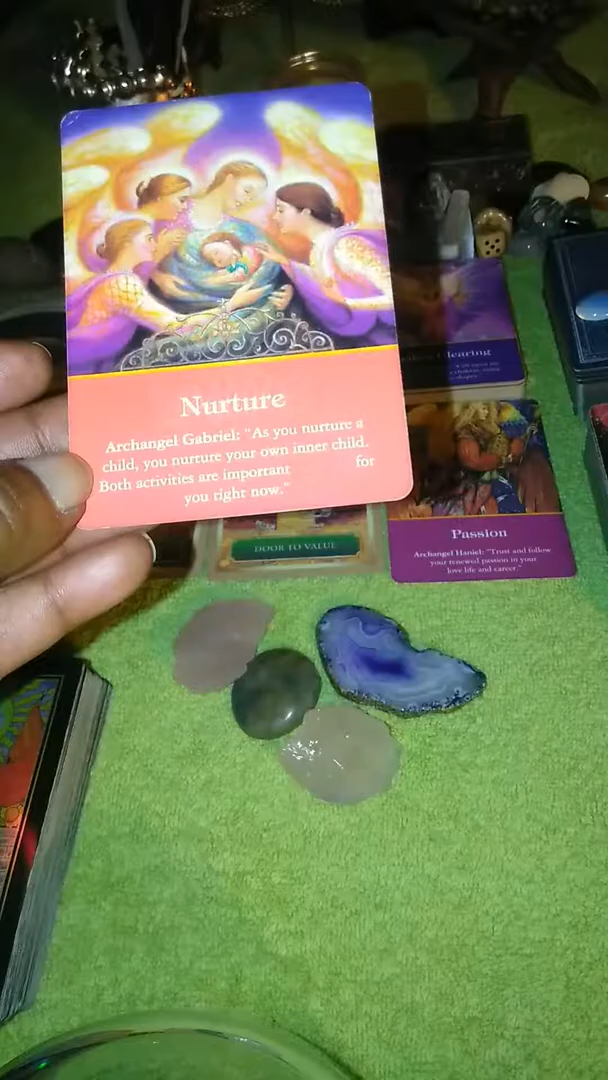 Nurture
Archangel Gabriel: "As you nurture a
child, you nurture your own inner child.
Both activities are important for
you right now."
Clearing
DOOR TO VALUE
Passion
Archangel Haniel: "Trust and follow
your renewed passion in your
love life and career."